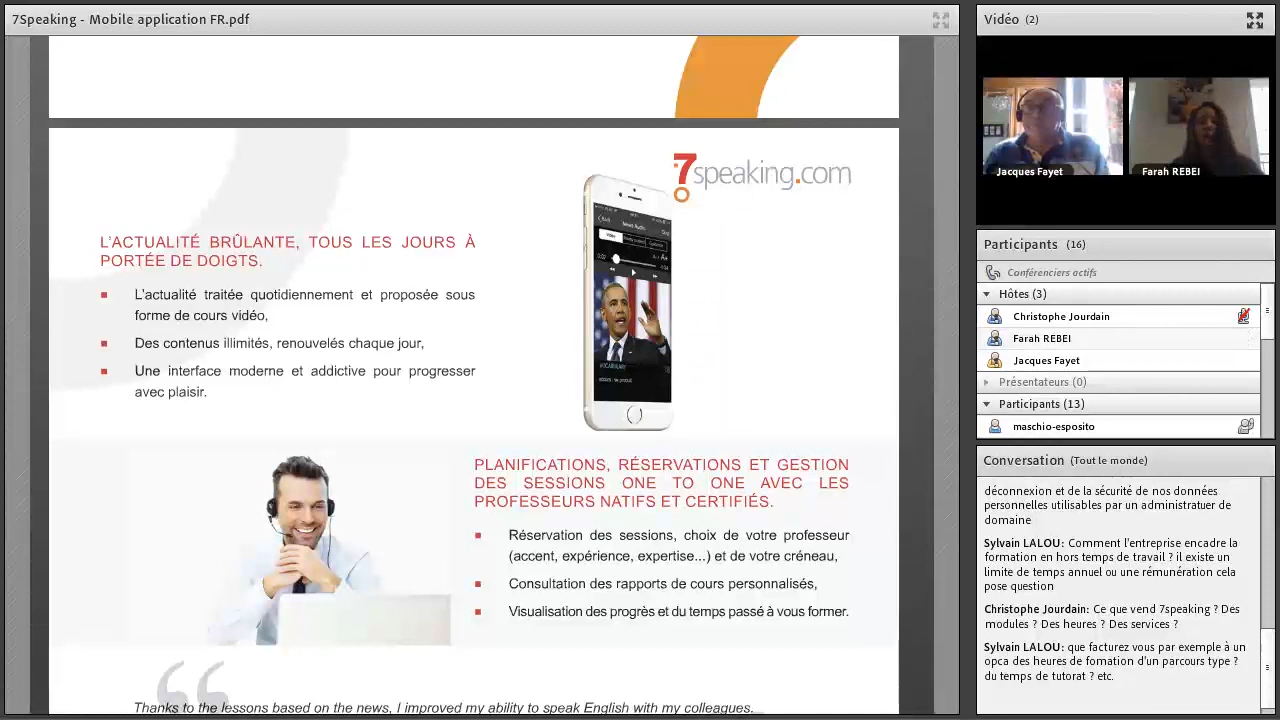 7Speaking - Mobile application FR.pdf
7speaking.com
L'ACTUALITÉ BRÛLANTE, TOUS LES JOURS À
PORTÉE DE DOIGTS.
L'actualité traitée quotidiennement et proposée sous
forme de cours vidéo,
Des contenus illimités, renouvelés chaque jour,
Une interface moderne et addictive pour progresser
avec plaisir.
PLANIFICATIONS, RÉSERVATIONS ET GESTION
DES SESSIONS ONE TO ONE AVEC LES
PROFESSEURS NATIFS ET CERTIFIÉS.
Réservation des sessions, choix de votre professeur
(accent, expérience, expertise...) et de votre créneau,
Consultation des rapports de cours personnalisés,
Visualisation des progrès et du temps passé à vous former.
Thanks to the lessons based on the news, I improved my ability to speak English with my colleagues.
Vidéo (2)
Jacques Fayet
Farah REBEI
Participants (16)
Conférenciers actifs
Hôtes (3)
Christophe Jourdain
Farah REBEI
Jacques Fayet
Présentateurs (0)
Participants (13)
maschio-esposito
Conversation (Tout le monde)
déconnexion et de la sécurité de nos données
personnelles utilisables par un administratuer de
domaine
Sylvain LALOU: Comment l'entreprise encadre la
formation en hors temps de travail ? il existe un
limite de temps annuel ou une rémunération cela
pose question
Christophe Jourdain: Ce que vend 7speaking ? Des
modules ? Des heures ? Des services ?
Sylvain LALOU: que facturez vous par exemple à un
opca des heures de fomation d'un parcours type ?
du temps de tutorat ? etc.